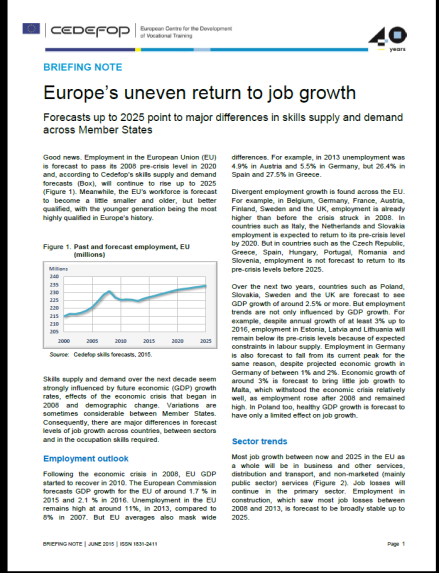 CEDEFOP
European Centre for the Development
of Vocational Training
40
years
BRIEFING NOTE
Europe's uneven return to job growth
Forecasts up to 2025 point to major differences in skills supply and demand
across Member States
Good news. Employment in the European Union (EU)
is forecast to pass its 2008 pre-crisis level in 2020
and, according to Cedefop's skills supply and demand
forecasts (Box), will continue to rise up to 2025
(Figure 1). Meanwhile, the EU's workforce is forecast
to become a little smaller and older, but better
qualified, with the younger generation being the most
highly qualified in Europe's history.
Figure 1. Past and forecast employment, EU
(millions)
Millions
240
235
230
225
220
215
210
205
2000
2005
2010
2015
2020
2025
Source: Cedefop skills forecasts, 2015.
Skills supply and demand over the next decade seem
strongly influenced by future economic (GDP) growth
rates, effects of the economic crisis that began in
2008 and demographic change. Variations are
sometimes considerable between Member States.
Consequently, there are major differences in forecast
levels of job growth across countries, between sectors
and in the occupation skills required.
Employment outlook
Following the economic crisis in 2008, EU GDP
started to recover in 2010. The European Commission
forecasts GDP growth for the EU of around 1.7 % in
2015 and 2.1 % in 2016. Unemployment in the EU
remains high at around 11%, in 2013, compared to
8% in 2007. But EU averages also mask wide
differences. For example, in 2013 unemployment was
4.9% in Austria and 5.5% in Germany, but 26.4% in
Spain and 27.5% in Greece.
Divergent employment growth is found across the EU.
For example, in Belgium, Germany, France, Austria,
Finland, Sweden and the UK, employment is already
higher than before the crisis struck in 2008. In
countries such as Italy, the Netherlands and Slovakia
employment is expected to return to its pre-crisis level
by 2020. But in countries such as the Czech Republic,
Greece, Spain, Hungary, Portugal, Romania and
Slovenia, employment is not forecast to return to its
pre-crisis levels before 2025.
Over the next two years, countries such as Poland,
Slovakia, Sweden and the UK are forecast to see
GDP growth of around 2.5% or more. But employment
trends are not only influenced by GDP growth. For
example, despite annual growth of at least 3% up to
2016, employment in Estonia, Latvia and Lithuania will
remain below its pre-crisis levels because of expected
constraints in labour supply. Employment in Germany
is also forecast to fall from its current peak for the
same reason, despite projected economic growth in
Germany of between 1% and 2%. Economic growth of
around 3% is forecast to bring little job growth to
Malta, which withstood the economic crisis relatively
well, as employment rose after 2008 and remained
high. In Poland too, healthy GDP growth is forecast to
have only a limited effect on job growth.
Sector trends
Most job growth between now and 2025 in the EU as
a whole will be in business and other services,
distribution and transport, and non-marketed (mainly
public sector) services (Figure 2). Job losses will
continue in the primary sector. Employment in
construction, which saw most job losses between
2008 and 2013, is forecast to be broadly stable up to
2025.
BRIEFING NOTE | JUNE 2015 | ISSN 1831-2411
Page 1